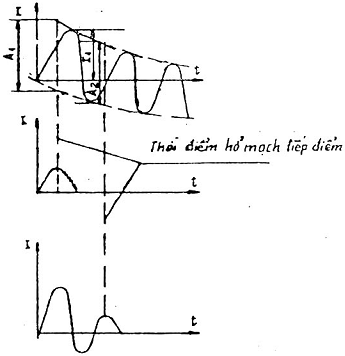 I
A₁
I₁
A₂
t
Thời điểm hở mạch tiếp điểm
I
t
I
t